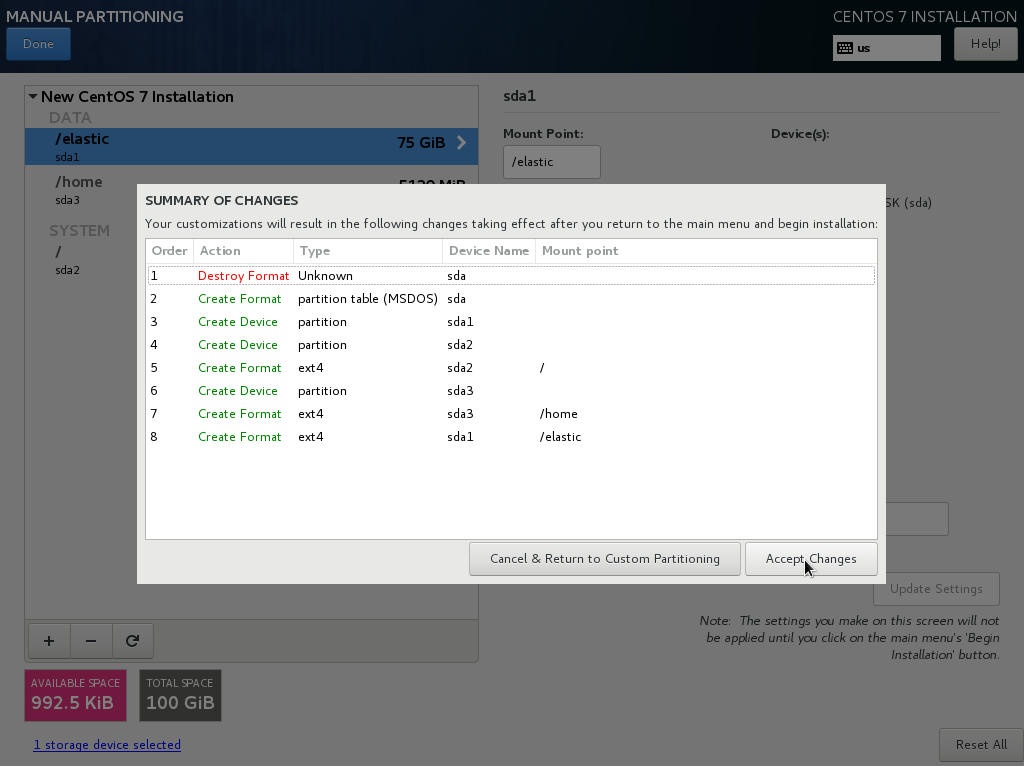 MANUAL PARTITIONING
CENTOS 7 INSTALLATION
Done
us
Help!
New CentOS 7 Installation
DATA
/elastic
75 GiB
sda1
/home
sda3
SYSTEM
/
sda2
sda1
Mount Point:
Device(s):
/elastic
(sda)
SUMMARY OF CHANGES
Your customizations will result in the following changes taking effect after you return to the main menu and begin installation:
Order Action Type Device Name Mount point
1 Destroy Format Unknown sda
2 Create Format partition table (MSDOS) sda
3 Create Device partition sda1
4 Create Device partition sda2
5 Create Format ext4 sda2 /
6 Create Device partition sda3
7 Create Format ext4 sda3 /home
8 Create Format ext4 sda1 /elastic
Cancel & Return to Custom Partitioning
Accept Changes
Update Settings
Note: The settings you make on this screen will not
be applied until you click on the main menu's 'Begin
Installation' button.
+ −
AVAILABLE SPACE
992.5 KiB
TOTAL SPACE
100 GiB
1 storage device selected
Reset All